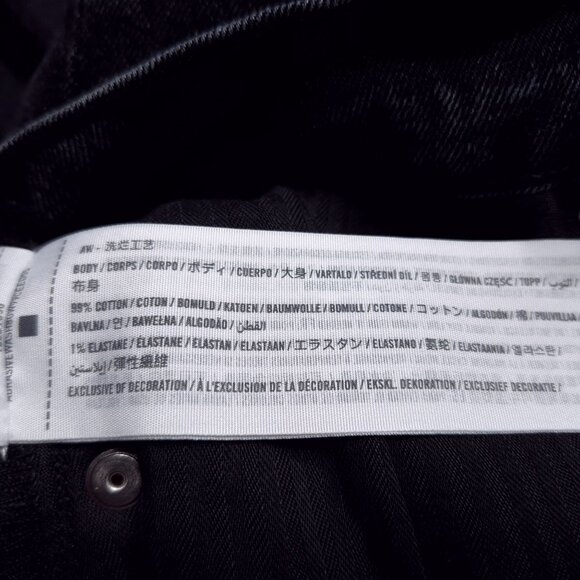 AW - 洗烂工艺
BODY / CORPS / CORPO / ボディ / CUERPO / 大身 / VARTALO / STŘEDNÍ DÍL / 몸통 / GŁÓWNA CZĘŚĆ / TOPP / الثوب /
布身
99% COTTON / COTON / BOMULD / KATOEN / BAUMWOLLE / BOMULL / COTONE / コットン / ALGODÓN / 棉 / PUUVILLAA
BAVLNA / 면 / BAWEŁNA / ALGODÃO / القطن /
1% ELASTANE / ÉLASTHANE / ELASTAN / ELASTAAN / エラスタン / ELASTANO / 氨纶 / ELASTAANIA / 엘라스탄 /
إيلاستين / 彈性纖維
EXCLUSIVE OF DECORATION / À L'EXCLUSION DE LA DÉCORATION / EKSKL. DEKORATION / EXCLUSIEF DECORATIE /